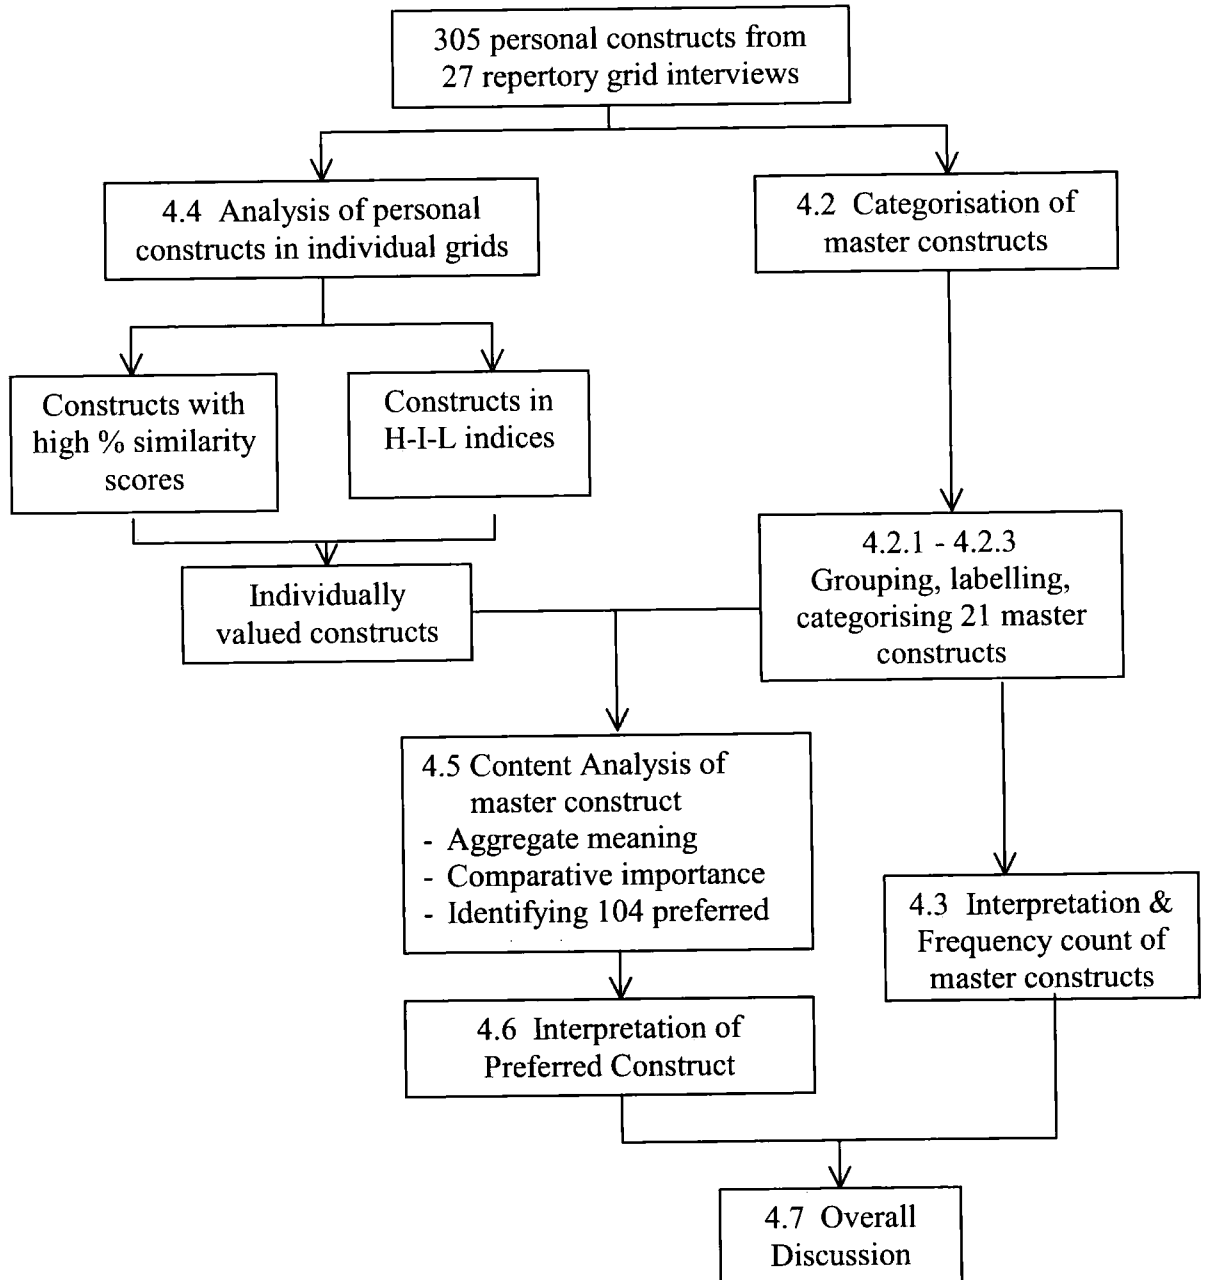 305 personal constructs from
27 repertory grid interviews
4.4 Analysis of personal
constructs in individual grids
4.2 Categorisation of
master constructs
Constructs with
high % similarity
scores
Constructs in
H-I-L indices
Individually
valued constructs
4.2.1 - 4.2.3
Grouping, labelling,
categorising 21 master
constructs
4.5 Content Analysis of
master construct
- Aggregate meaning
- Comparative importance
- Identifying 104 preferred
4.3 Interpretation &
Frequency count of
master constructs
4.6 Interpretation of
Preferred Construct
4.7 Overall
Discussion